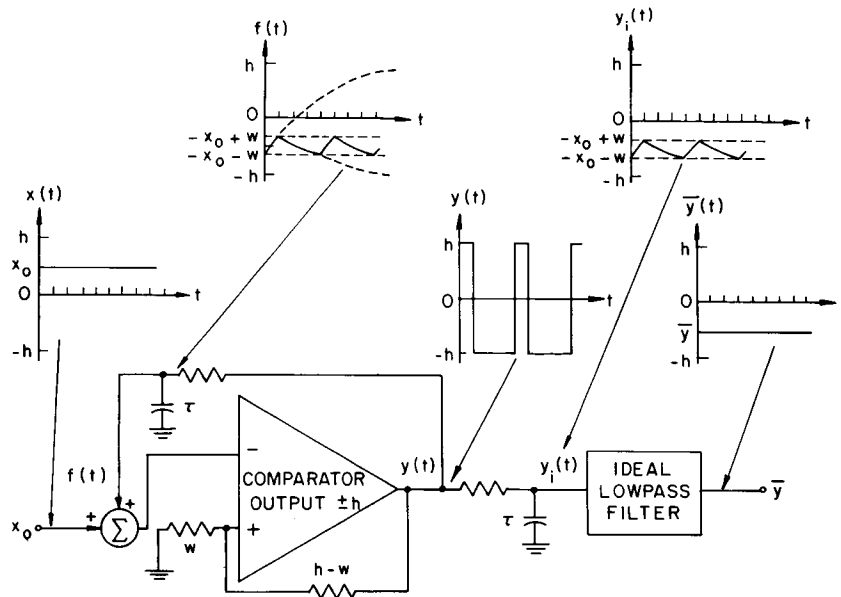 f(t)
h
0
t
- x₀ + w
- x₀ - w
-h
yᵢ(t)
h
0
t
- x₀ + w
- x₀ - w
-h
x(t)
h
x₀
0
t
-h
y(t)
h
0
t
-h
ȳ(t)
h
0
ȳ
-h
τ
f(t)
x₀
+
+
Σ
−
+
COMPARATOR
OUTPUT ±h
w
h-w
y(t)
τ
yᵢ(t)
IDEAL
LOWPASS
FILTER
ȳ